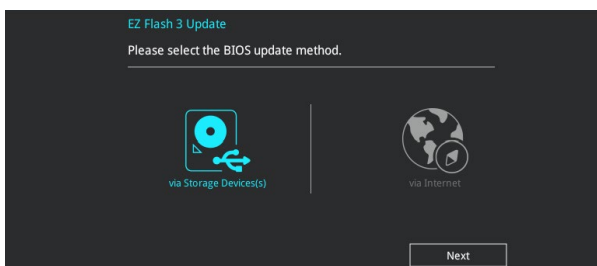 EZ Flash 3 Update
Please select the BIOS update method.
via Storage Devices(s)
via Internet
Next